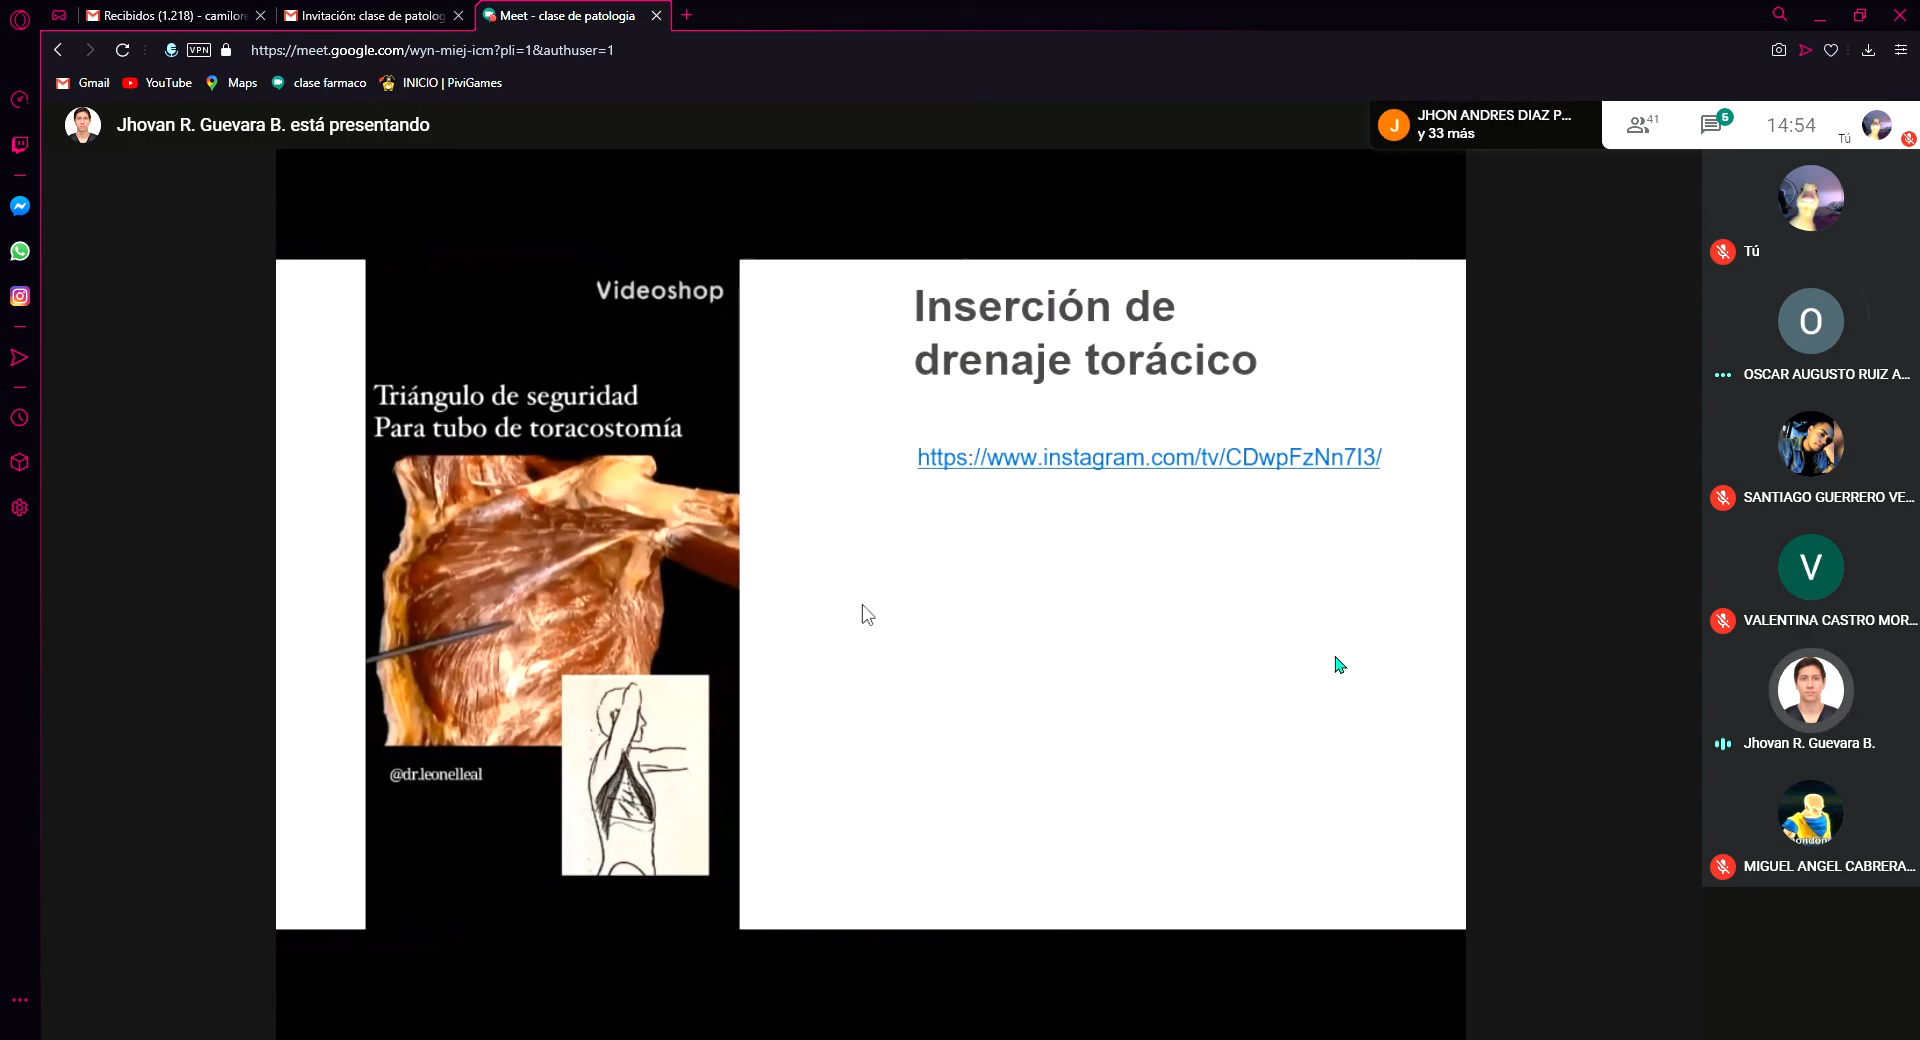 Recibidos (1.218) - camilore
Invitación: clase de patolog
Meet - clase de patologia
VPN
https://meet.google.com/wyn-miej-icm?pli=1&authuser=1
Gmail
YouTube
Maps
clase farmaco
INICIO | PiviGames
Jhovan R. Guevara B. está presentando
J
JHON ANDRES DIAZ P...
y 33 más
41
5
14:54
Tú
Videoshop
Triángulo de seguridad
Para tubo de toracostomía
@dr.leonelleal
Inserción de
drenaje torácico
https://www.instagram.com/tv/CDwpFzNn7I3/
Tú
O
OSCAR AUGUSTO RUIZ A...
SANTIAGO GUERRERO VE...
V
VALENTINA CASTRO MOR...
Jhovan R. Guevara B.
MIGUEL ANGEL CABRERA...